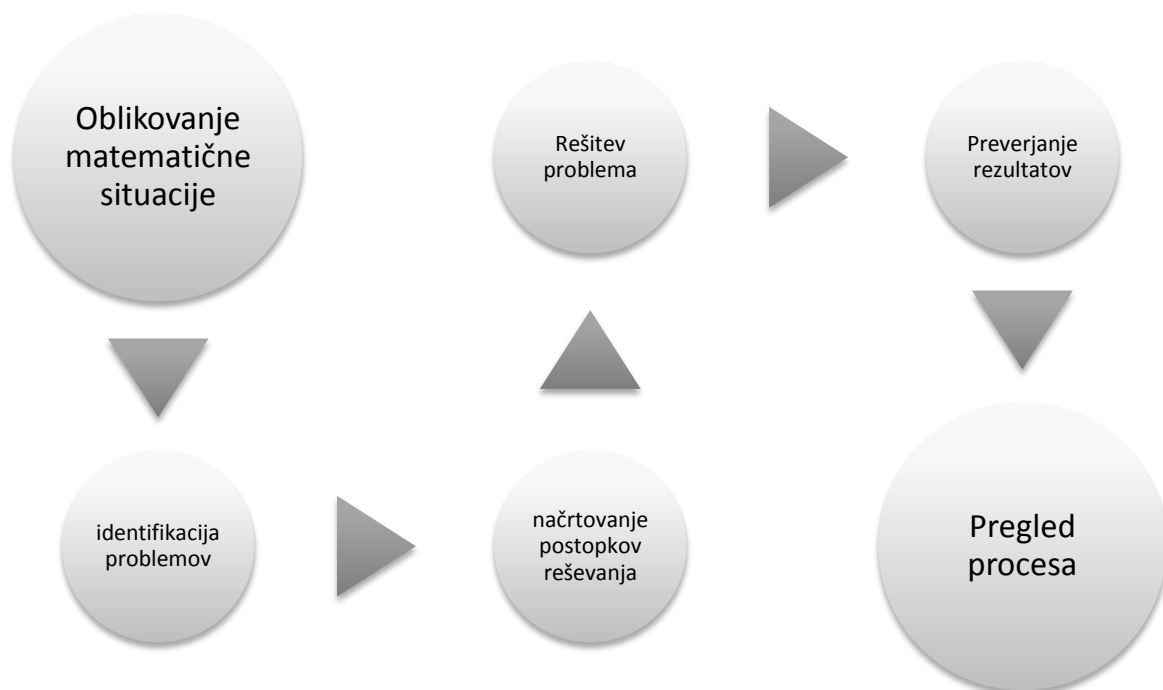 Oblikovanje
matematične
situacije
identifikacija
problemov
načrtovanje
postopkov
reševanja
Rešitev
problema
Preverjanje
rezultatov
Pregled
procesa